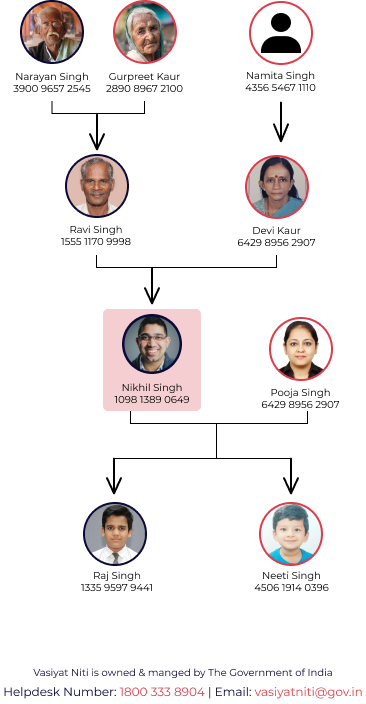 Narayan Singh
3900 9657 2545
Gurpreet Kaur
2890 8967 2100
Namita Singh
4356 5467 1110
Ravi Singh
1555 1170 9998
Devi Kaur
6429 8956 2907
Nikhil Singh
1098 1389 0649
Pooja Singh
6429 8956 2907
Raj Singh
1335 9597 9441
Neeti Singh
4506 1914 0396
Vasiyat Niti is owned & manged by The Government of India
Helpdesk Number: 1800 333 8904 | Email: vasiyatniti@gov.in